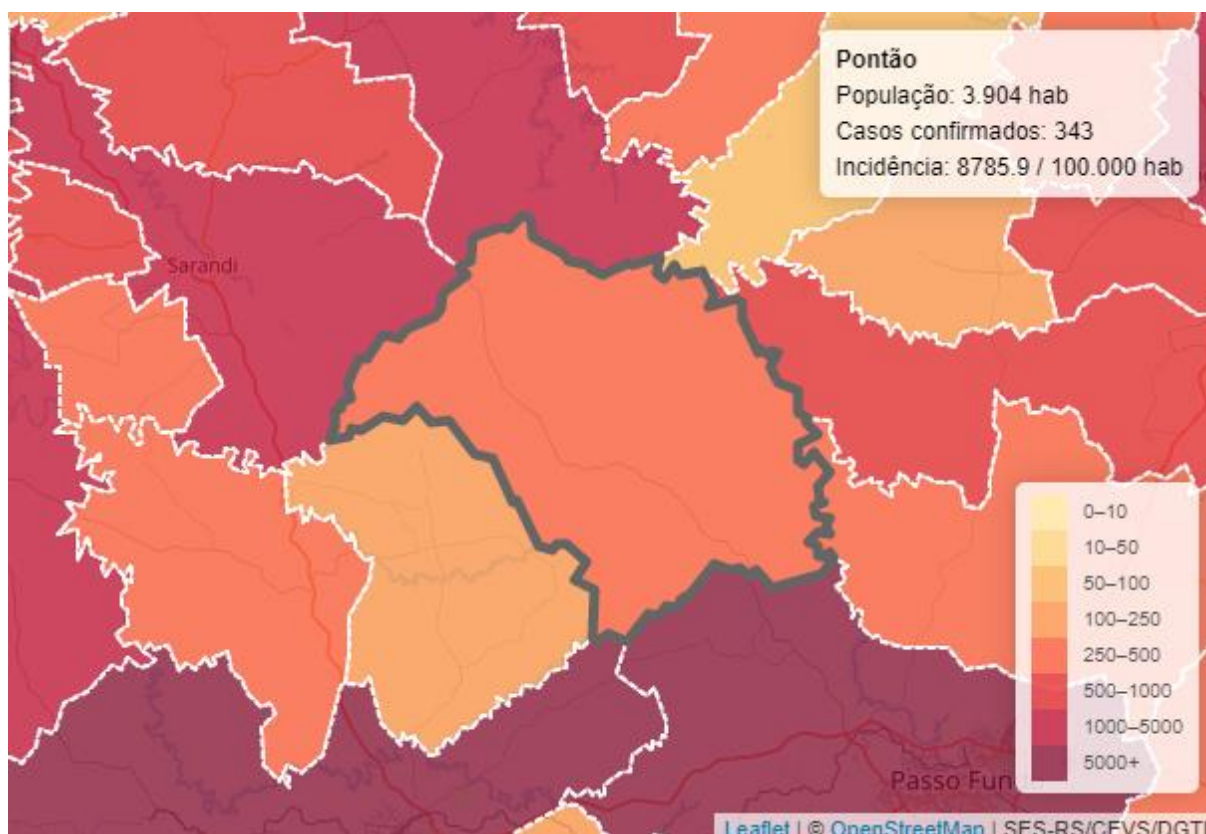 Pontão
População: 3.904 hab
Casos confirmados: 343
Incidência: 8785.9 / 100.000 hab
Sarandi
0–10
10–50
50–100
100–250
250–500
500–1000
1000–5000
5000+
Passo Fun
Leaflet | © OpenStreetMap | SES-RS/CEVS/DGTI